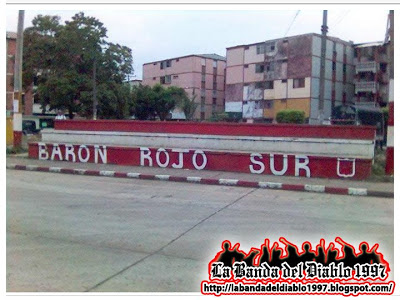 BARON ROJO SUR
La Banda del Diablo 1997
http://labandadeldiablo1997.blogspot.com/